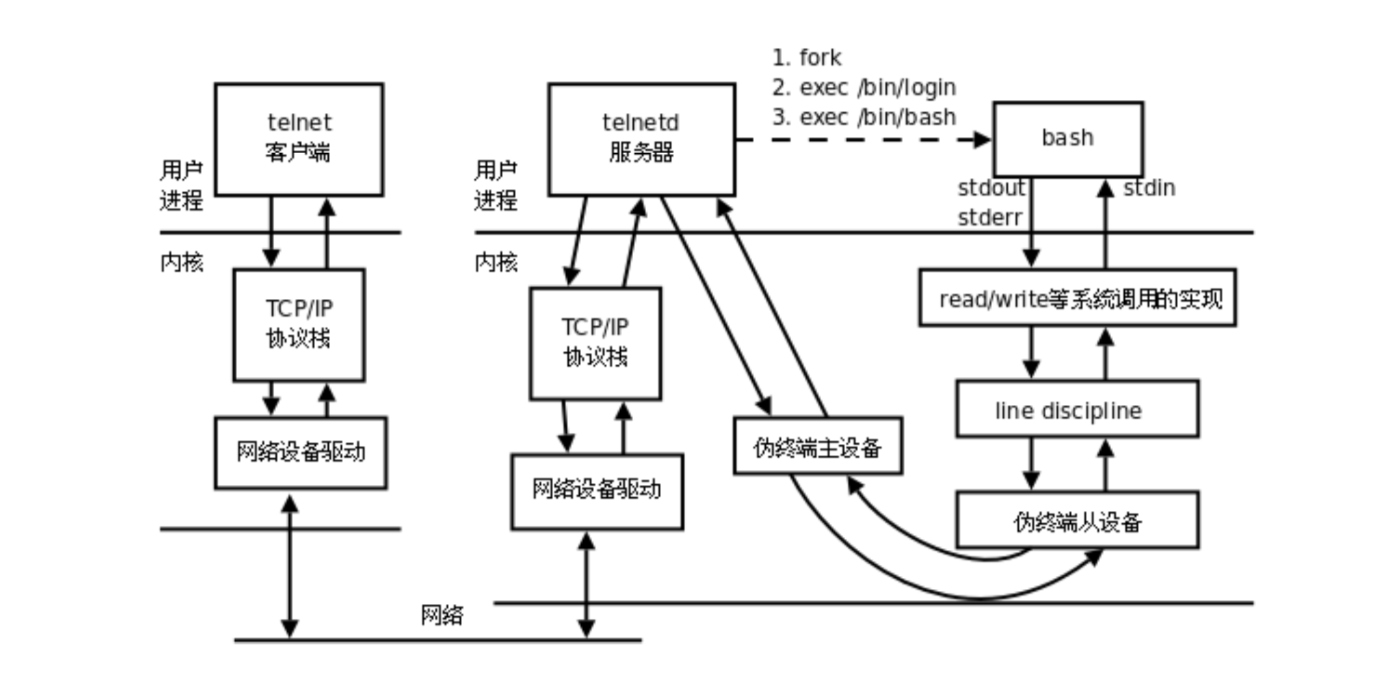 1. fork
2. exec /bin/login
3. exec /bin/bash
telnet
客户端
telnetd
服务器
bash
用户
进程
用户
进程
stdout
stderr
stdin
内核
内核
TCP/IP
协议栈
TCP/IP
协议栈
read/write等系统调用的实现
line discipline
网络设备驱动
网络设备驱动
伪终端主设备
伪终端从设备
网络